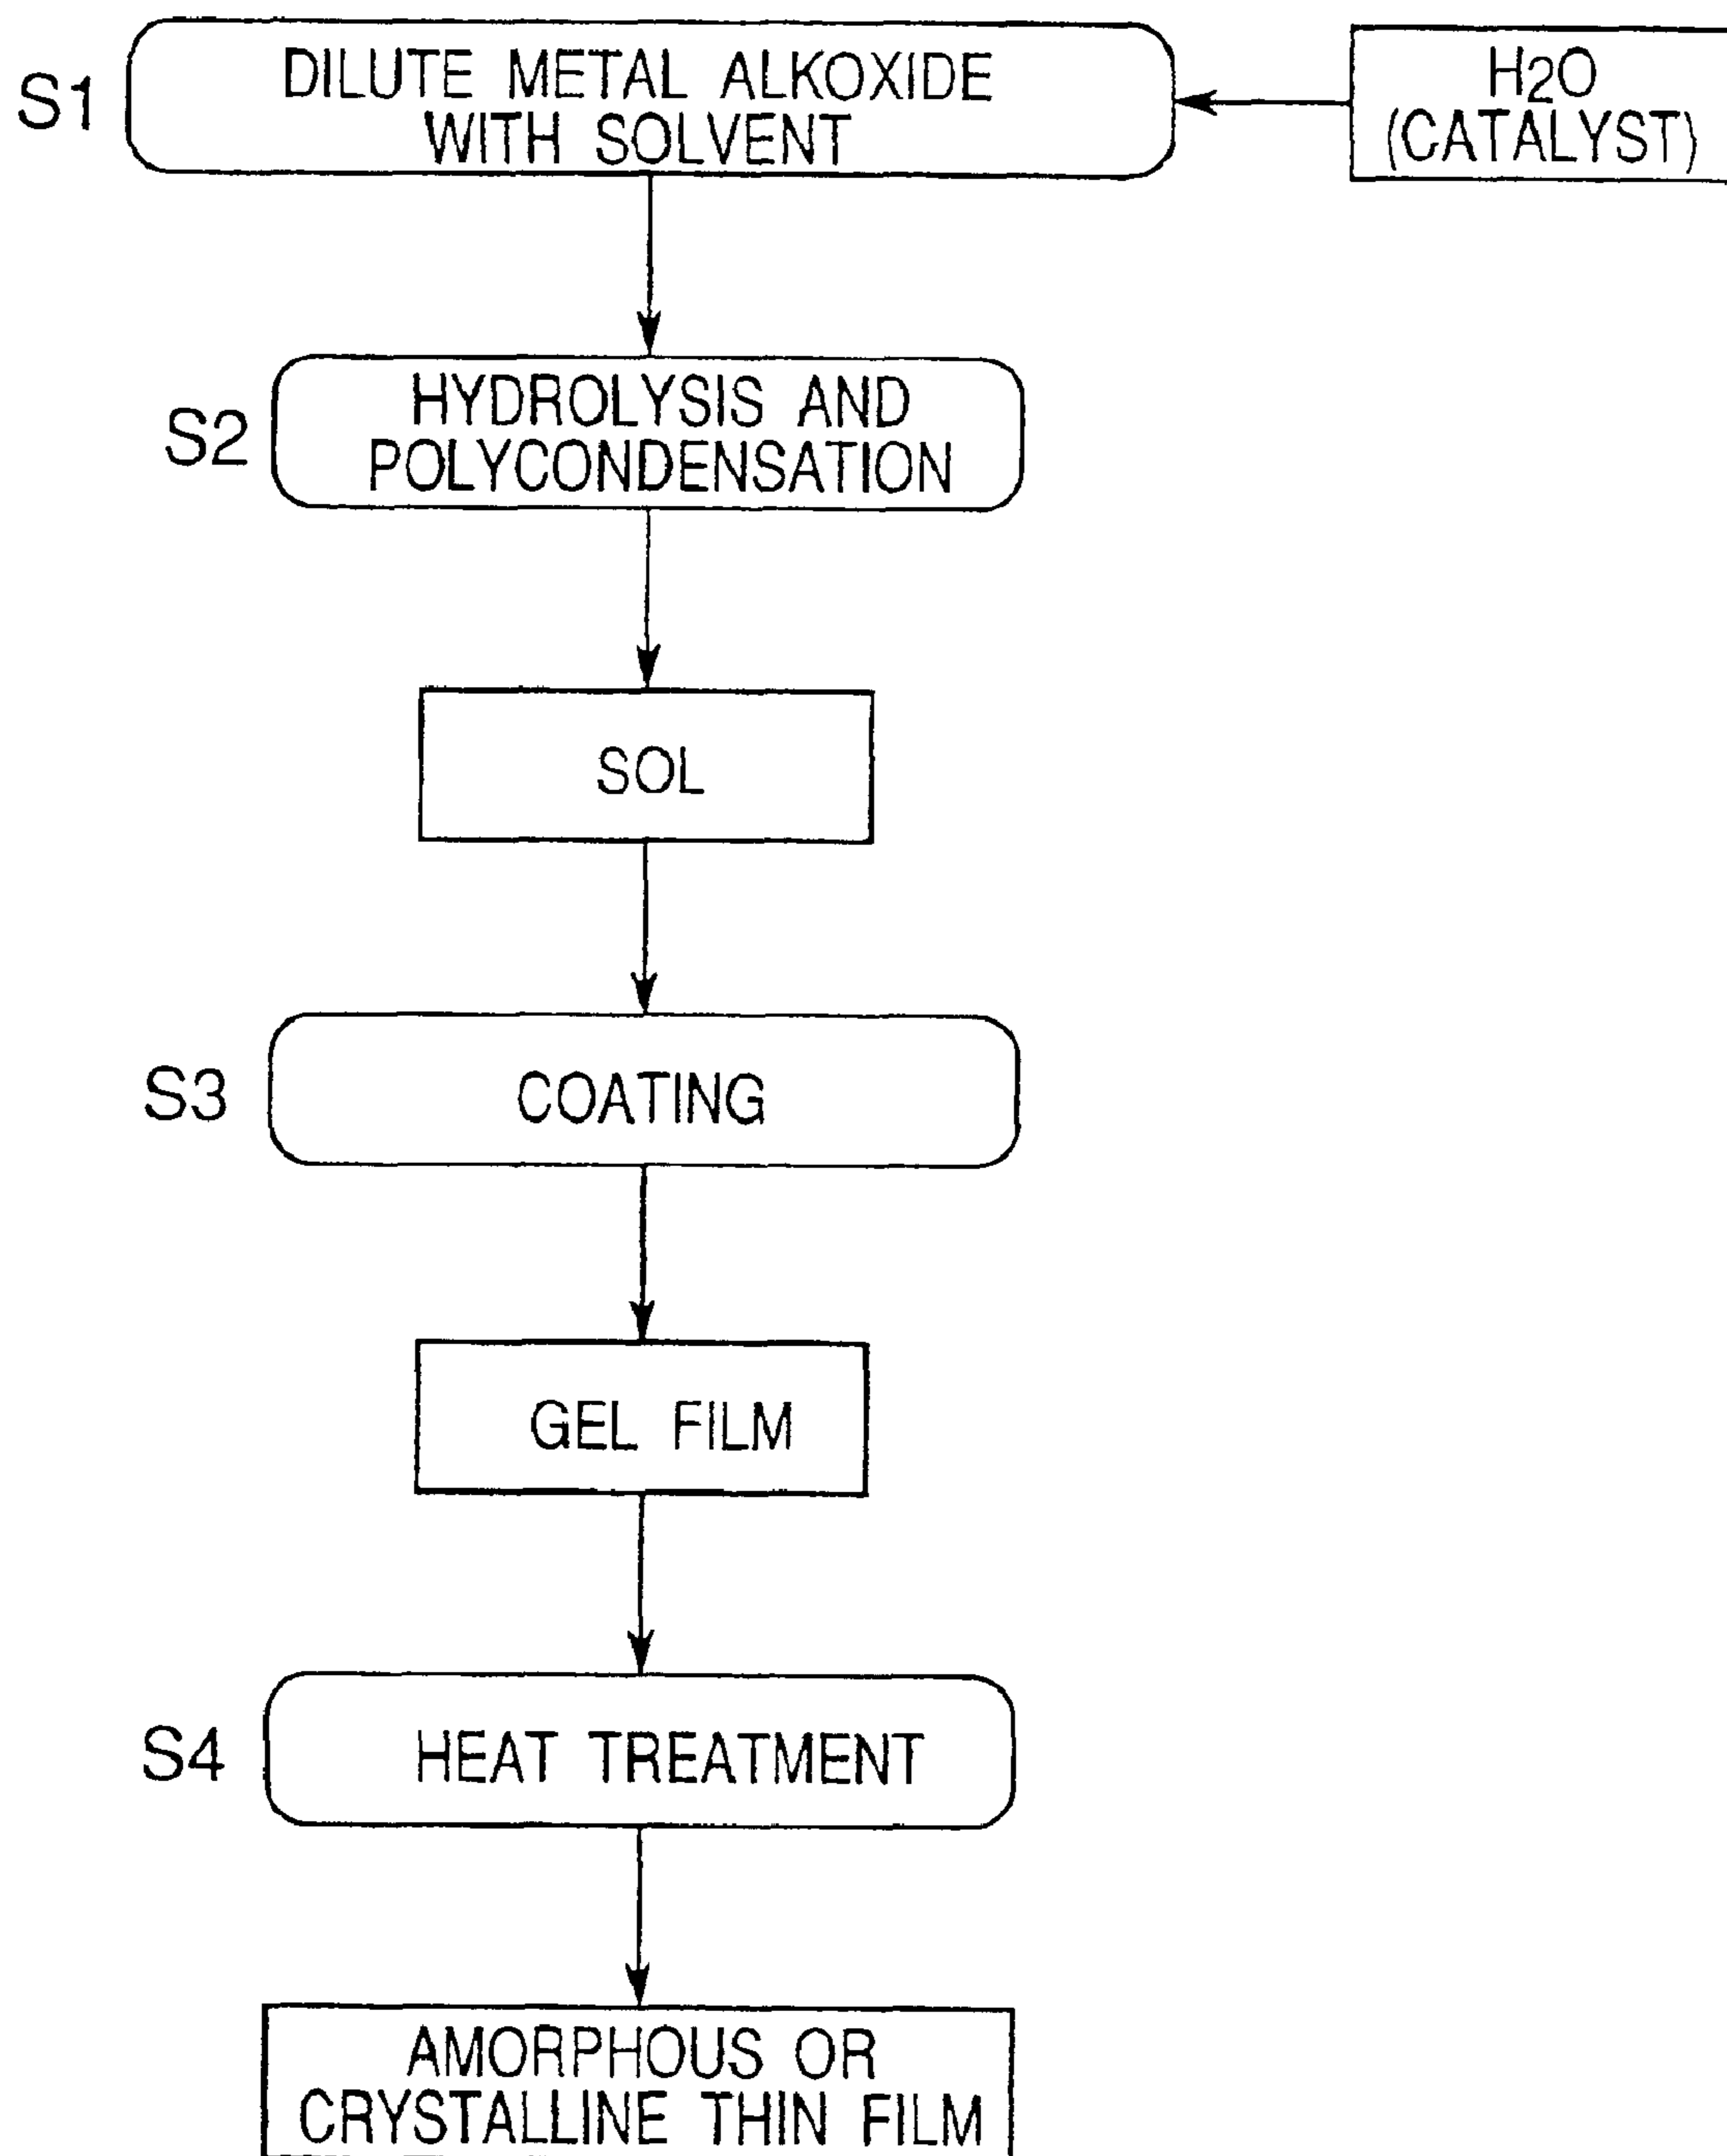 S1
DILUTE METAL ALKOXIDE
WITH SOLVENT
H2O
(CATALYST)
S2
HYDROLYSIS AND
POLYCONDENSATION
SOL
S3
COATING
GEL FILM
S4
HEAT TREATMENT
AMORPHOUS OR
CRYSTALLINE THIN FILM